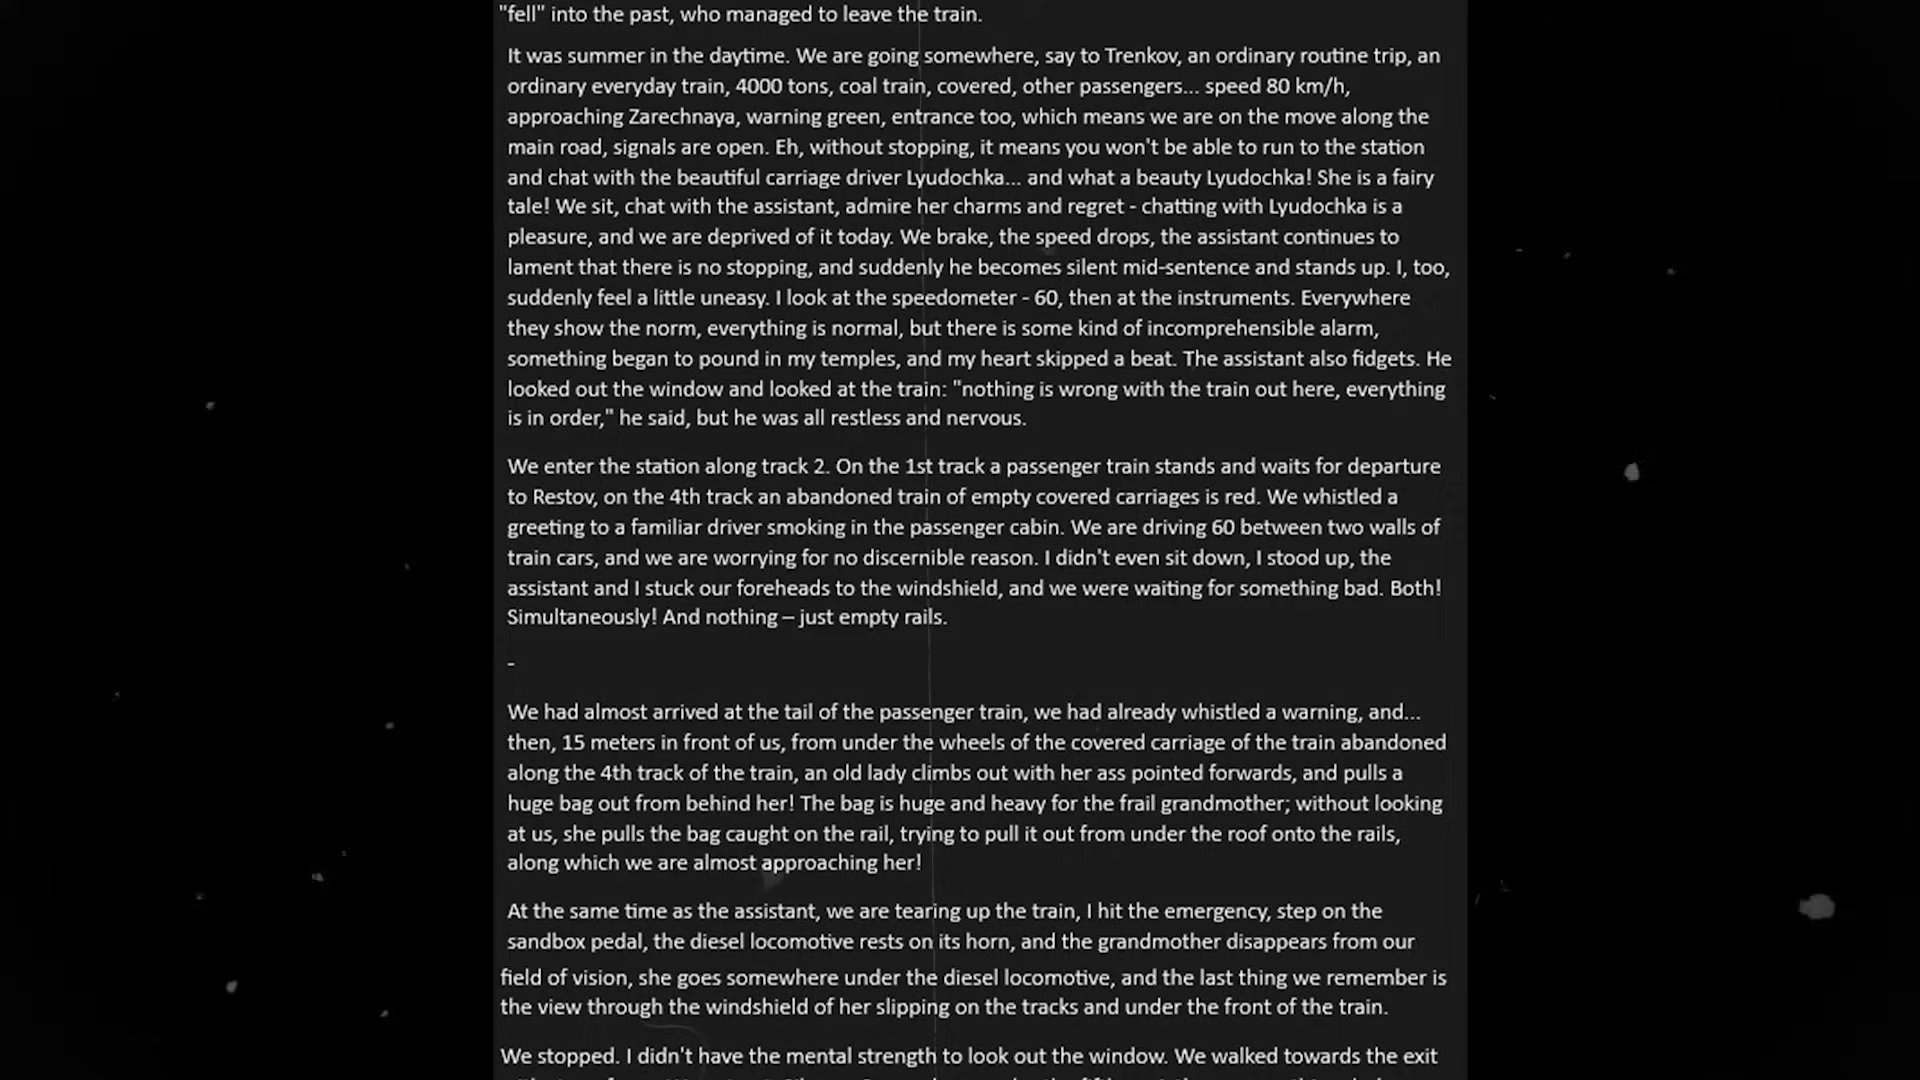 "fell" into the past, who managed to leave the train.
It was summer in the daytime. We are going somewhere, say to Trenkov, an ordinary routine trip, an
ordinary everyday train, 4000 tons, coal train, covered, other passengers... speed 80 km/h,
approaching Zarechnaya, warning green, entrance too, which means we are on the move along the
main road, signals are open. Eh, without stopping, it means you won't be able to run to the station
and chat with the beautiful carriage driver Lyudochka... and what a beauty Lyudochka! She is a fairy
tale! We sit, chat with the assistant, admire her charms and regret - chatting with Lyudochka is a
pleasure, and we are deprived of it today. We brake, the speed drops, the assistant continues to
lament that there is no stopping, and suddenly he becomes silent mid-sentence and stands up. I, too,
suddenly feel a little uneasy. I look at the speedometer - 60, then at the instruments. Everywhere
they show the norm, everything is normal, but there is some kind of incomprehensible alarm,
something began to pound in my temples, and my heart skipped a beat. The assistant also fidgets. He
looked out the window and looked at the train: "nothing is wrong with the train out here, everything
is in order," he said, but he was all restless and nervous.
We enter the station along track 2. On the 1st track a passenger train stands and waits for departure
to Restov, on the 4th track an abandoned train of empty covered carriages is red. We whistled a
greeting to a familiar driver smoking in the passenger cabin. We are driving 60 between two walls of
train cars, and we are worrying for no discernible reason. I didn't even sit down, I stood up, the
assistant and I stuck our foreheads to the windshield, and we were waiting for something bad. Both!
Simultaneously! And nothing – just empty rails.
-
We had almost arrived at the tail of the passenger train, we had already whistled a warning, and...
then, 15 meters in front of us, from under the wheels of the covered carriage of the train abandoned
along the 4th track of the train, an old lady climbs out with her ass pointed forwards, and pulls a
huge bag out from behind her! The bag is huge and heavy for the frail grandmother; without looking
at us, she pulls the bag caught on the rail, trying to pull it out from under the roof onto the rails,
along which we are almost approaching her!
At the same time as the assistant, we are tearing up the train, I hit the emergency, step on the
sandbox pedal, the diesel locomotive rests on its horn, and the grandmother disappears from our
field of vision, she goes somewhere under the diesel locomotive, and the last thing we remember is
the view through the windshield of her slipping on the tracks and under the front of the train.
We stopped. I didn't have the mental strength to look out the window. We walked towards the exit